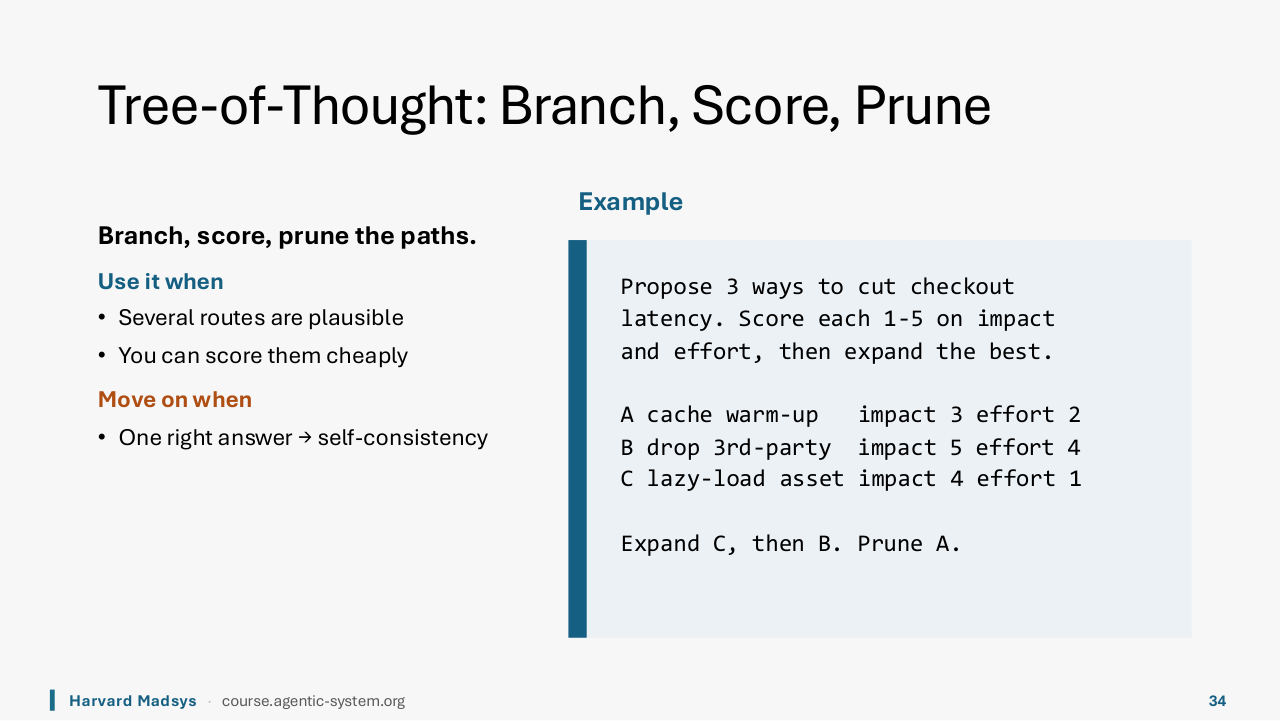 Tree-of-Thought: Branch, Score, Prune
Branch, score, prune the paths.
Use it when
• Several routes are plausible
• You can score them cheaply
Move on when
• One right answer → self-consistency
Example
Propose 3 ways to cut checkout
latency. Score each 1-5 on impact
and effort, then expand the best.
A cache warm-up   impact 3 effort 2
B drop 3rd-party  impact 5 effort 4
C lazy-load asset impact 4 effort 1
Expand C, then B. Prune A.
Harvard Madsys · course.agentic-system.org
34